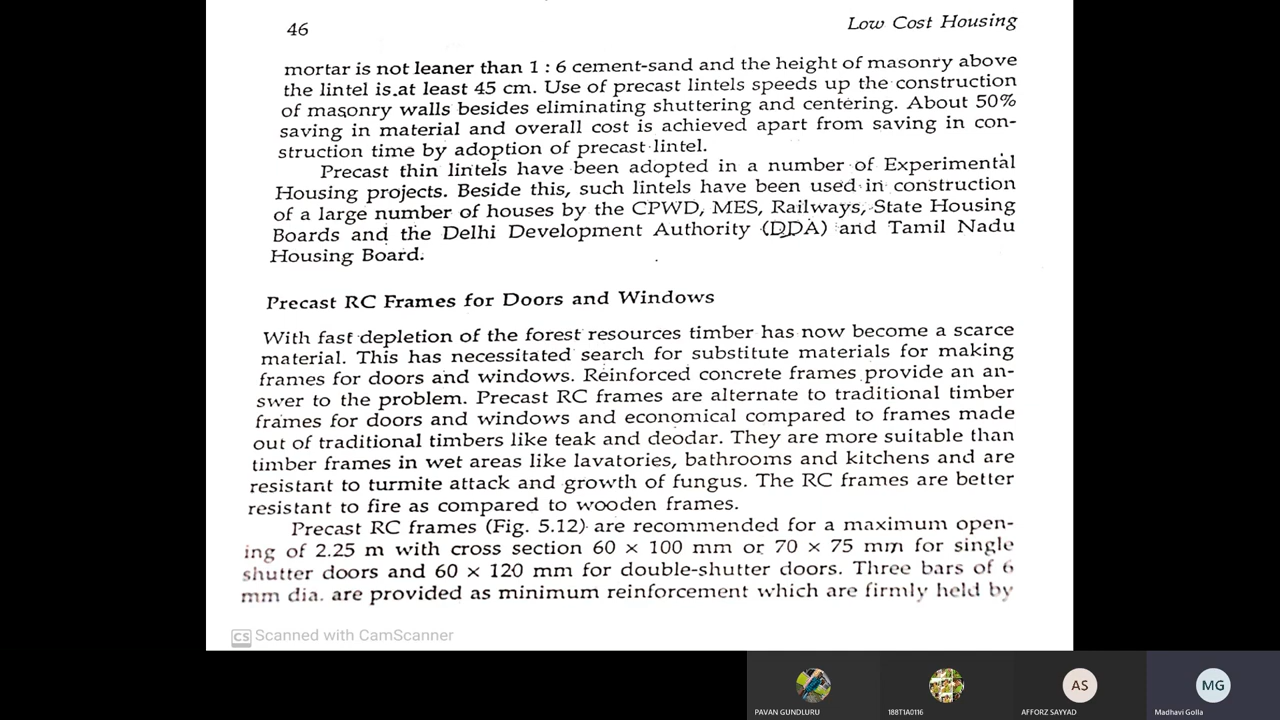 46
Low Cost Housing
mortar is not leaner than 1 : 6 cement-sand and the height of masonry above
the lintel is at least 45 cm. Use of precast lintels speeds up the construction
of masonry walls besides eliminating shuttering and centering. About 50%
saving in material and overall cost is achieved apart from saving in con-
struction time by adoption of precast lintel.
Precast thin lintels have been adopted in a number of Experimental
Housing projects. Beside this, such lintels have been used in construction
of a large number of houses by the CPWD, MES, Railways, State Housing
Boards and the Delhi Development Authority (DDA) and Tamil Nadu
Housing Board.
Precast RC Frames for Doors and Windows
With fast depletion of the forest resources timber has now become a scarce
material. This has necessitated search for substitute materials for making
frames for doors and windows. Reinforced concrete frames provide an an-
swer to the problem. Precast RC frames are alternate to traditional timber
frames for doors and windows and economical compared to frames made
out of traditional timbers like teak and deodar. They are more suitable than
timber frames in wet areas like lavatories, bathrooms and kitchens and are
resistant to turmite attack and growth of fungus. The RC frames are better
resistant to fire as compared to wooden frames.
Precast RC frames (Fig. 5.12) are recommended for a maximum open-
ing of 2.25 m with cross section 60 × 100 mm or 70 × 75 mm for single
shutter doors and 60 × 120 mm for double-shutter doors. Three bars of 6
mm dia. are provided as minimum reinforcement which are firmly held by
CS Scanned with CamScanner
AS
MG
PAVAN GUNDLURU
188T1A0116
AFFORZ SAYYAD
Madhavi Golla